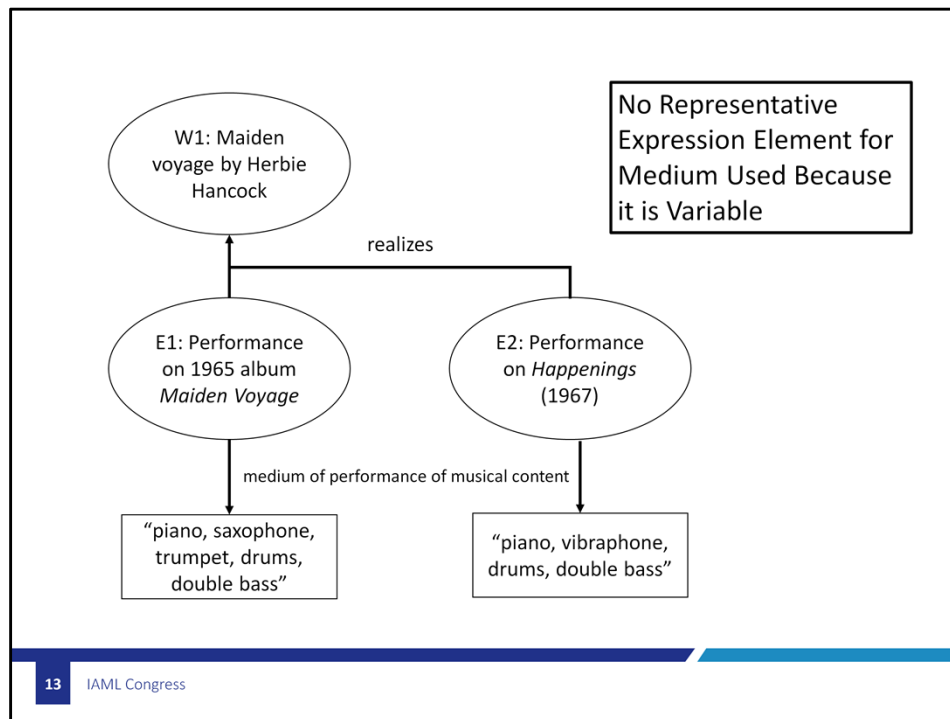 W1: Maiden
voyage by Herbie
Hancock
No Representative
Expression Element for
Medium Used Because
it is Variable
realizes
E1: Performance
on 1965 album
Maiden Voyage
E2: Performance
on Happenings
(1967)
medium of performance of musical content
“piano, saxophone,
trumpet, drums,
double bass”
“piano, vibraphone,
drums, double bass”
13
IAML Congress